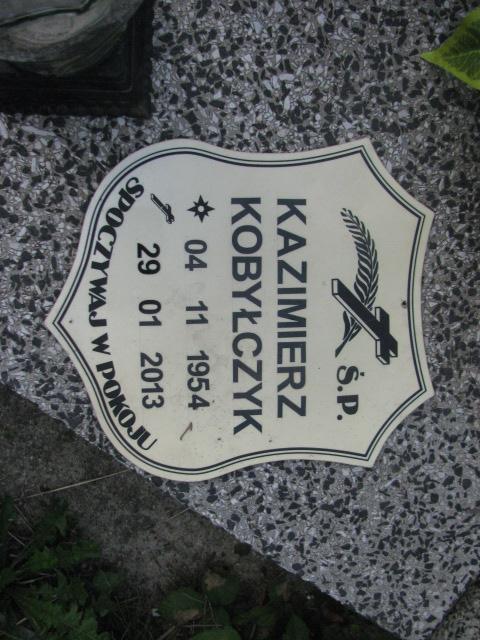 Ś.P.
KAZIMIERZ
KOBYŁCZYK
04 11 1954
29 01 2013
SPOCZYWAJ W POKOJU